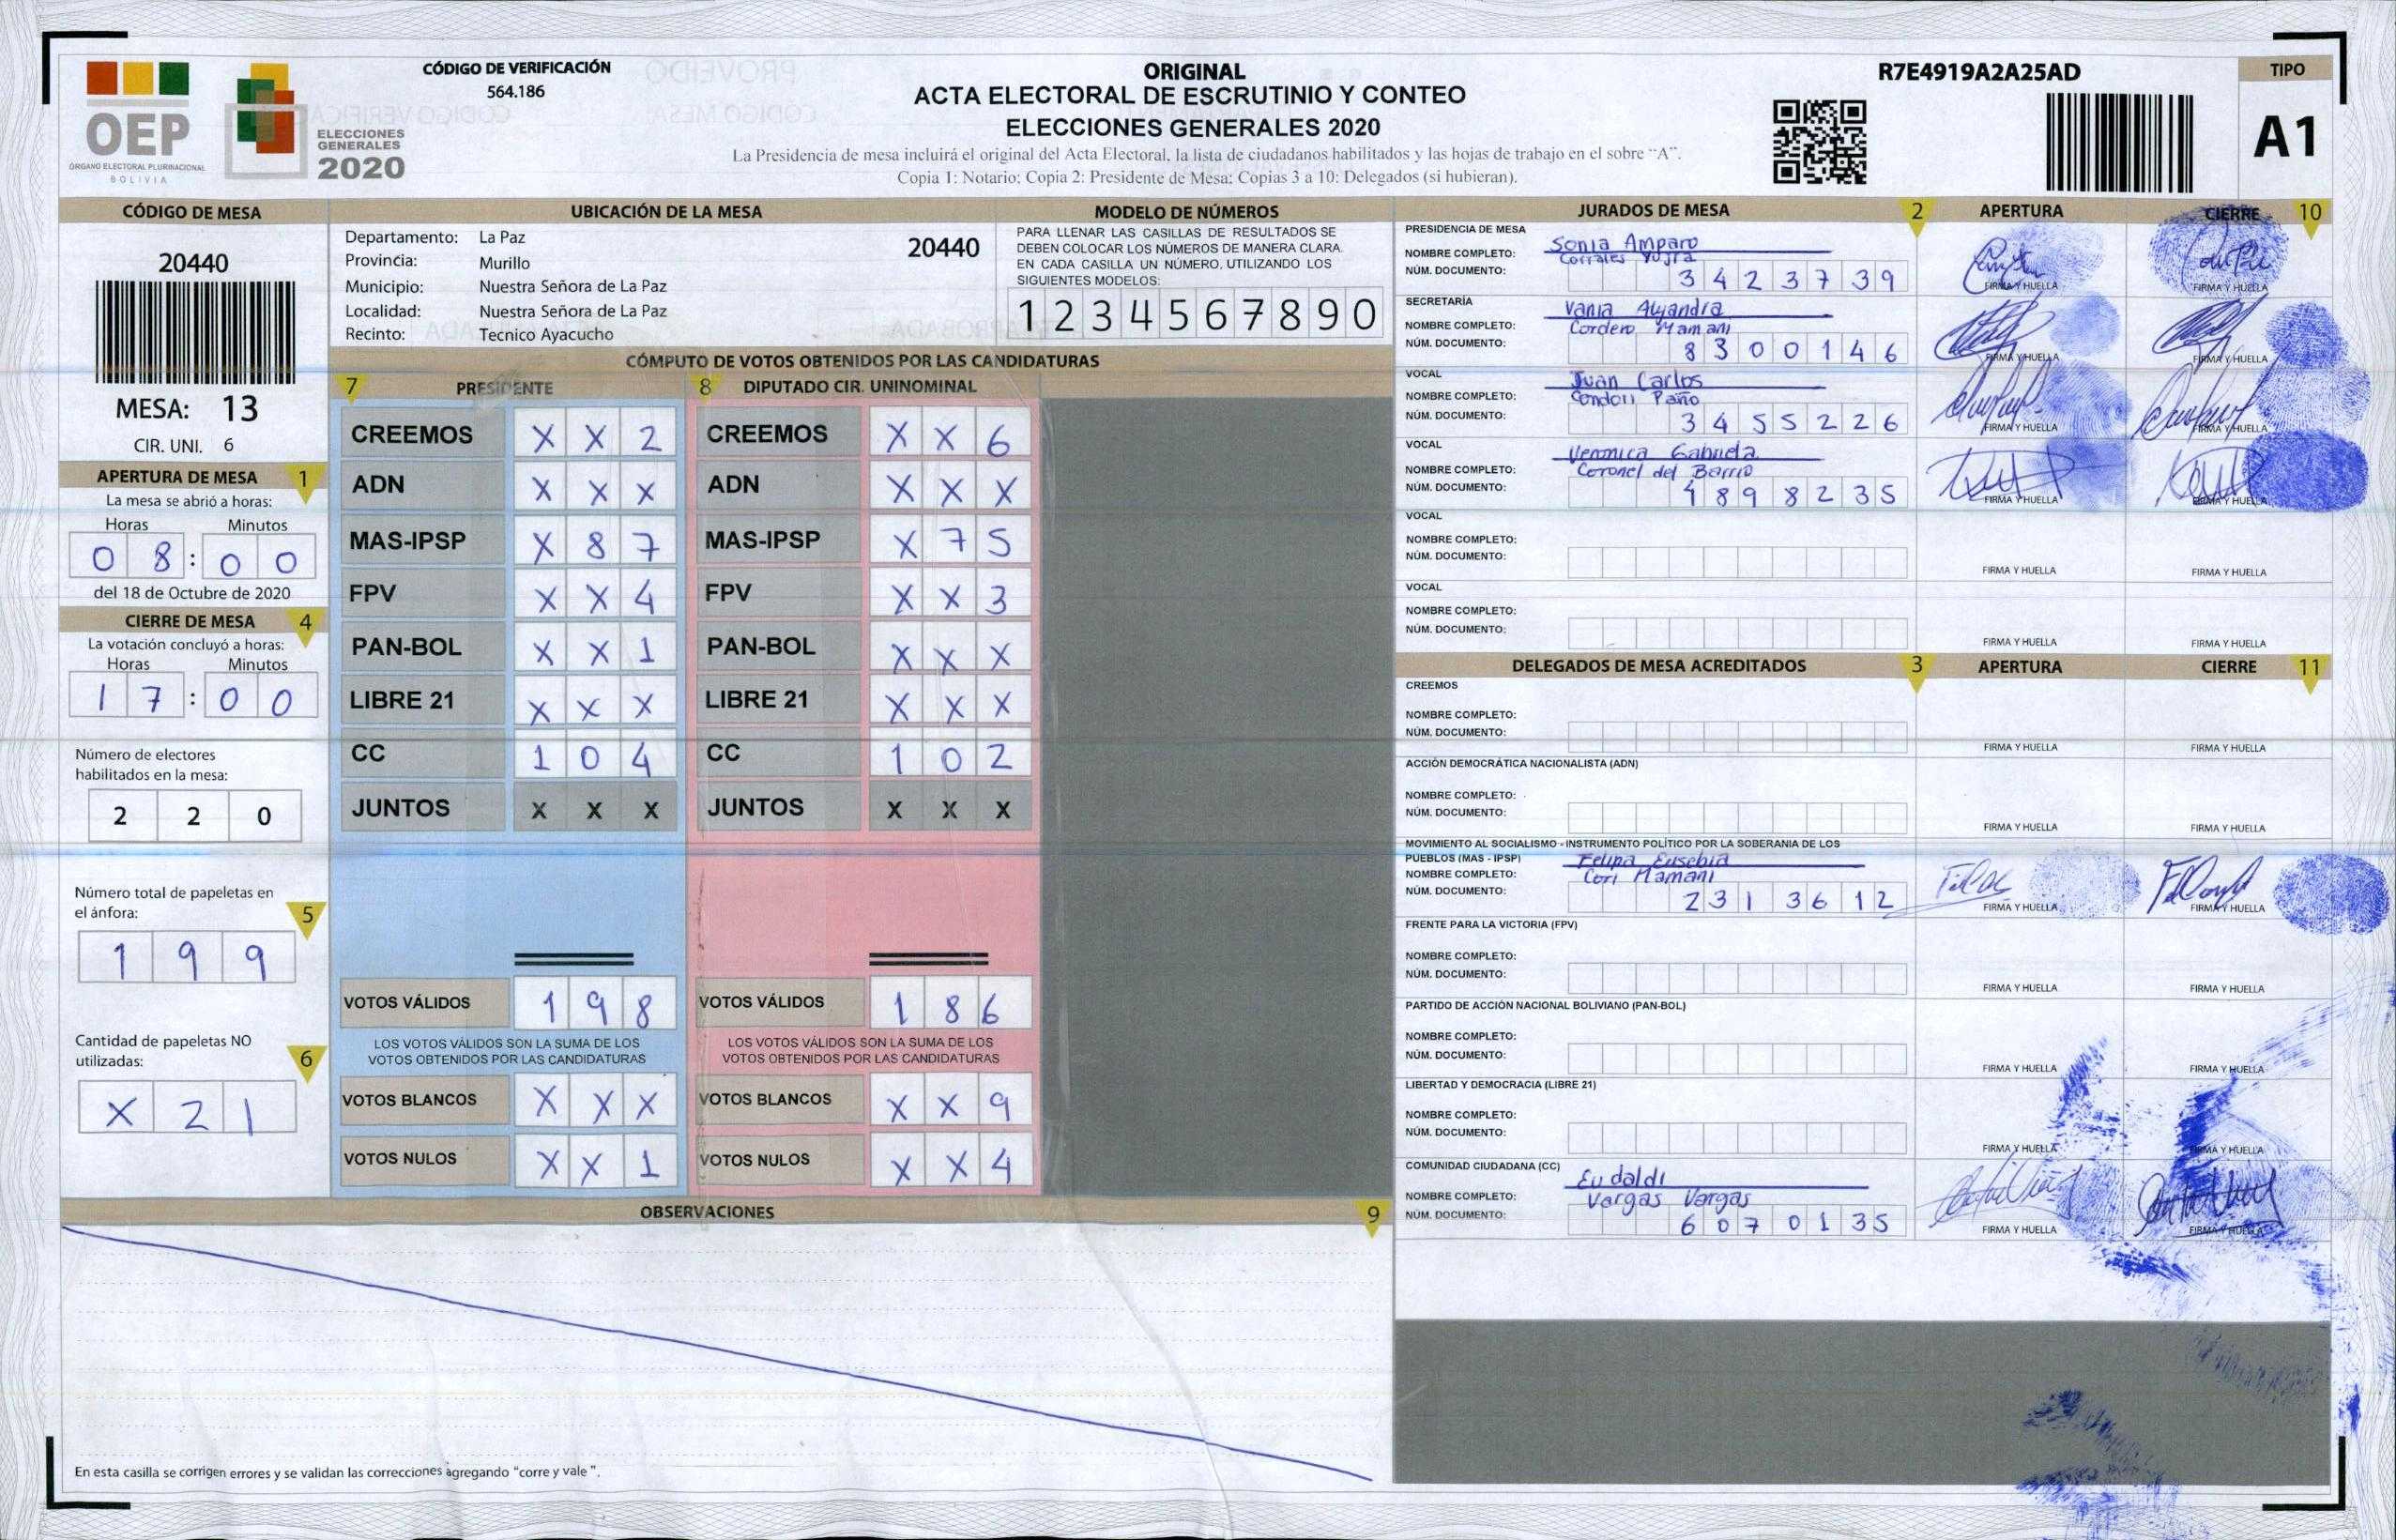 OEP
ÓRGANO ELECTORAL PLURINACIONAL
BOLIVIA
ELECCIONES
GENERALES
2020
CÓDIGO DE VERIFICACIÓN
564.186
ORIGINAL
ACTA ELECTORAL DE ESCRUTINIO Y CONTEO
ELECCIONES GENERALES 2020
La Presidencia de mesa incluirá el original del Acta Electoral, la lista de ciudadanos habilitados y las hojas de trabajo en el sobre "A".
Copia 1: Notario; Copia 2: Presidente de Mesa; Copias 3 a 10: Delegados (si hubieran).
R7E4919A2A25AD
TIPO
A1
CÓDIGO DE MESA
20440
MESA: 13
CIR. UNI. 6
APERTURA DE MESA 1
La mesa se abrió a horas:
Horas Minutos
0 8 : 0 0
del 18 de Octubre de 2020
CIERRE DE MESA 4
La votación concluyó a horas:
Horas Minutos
1 7 : 0 0
Número de electores
habilitados en la mesa:
2 2 0
Número total de papeletas en
el ánfora: 5
1 9 9
Cantidad de papeletas NO
utilizadas: 6
X 2 1
UBICACIÓN DE LA MESA
Departamento: La Paz 20440
Provincia: Murillo
Municipio: Nuestra Señora de La Paz
Localidad: Nuestra Señora de La Paz
Recinto: Tecnico Ayacucho
MODELO DE NÚMEROS
PARA LLENAR LAS CASILLAS DE RESULTADOS SE
DEBEN COLOCAR LOS NÚMEROS DE MANERA CLARA.
EN CADA CASILLA UN NÚMERO, UTILIZANDO LOS
SIGUIENTES MODELOS:
1 2 3 4 5 6 7 8 9 0
CÓMPUTO DE VOTOS OBTENIDOS POR LAS CANDIDATURAS
7 PRESIDENTE 8 DIPUTADO CIR. UNINOMINAL
CREEMOS X X 2 CREEMOS X X 6
ADN X X X ADN X X X
MAS-IPSP X 8 7 MAS-IPSP X 7 5
FPV X X 4 FPV X X 3
PAN-BOL X X 1 PAN-BOL X X X
LIBRE 21 X X X LIBRE 21 X X X
CC 1 0 4 CC 1 0 2
JUNTOS X X X JUNTOS X X X
VOTOS VÁLIDOS 1 9 8 VOTOS VÁLIDOS 1 8 6
LOS VOTOS VÁLIDOS SON LA SUMA DE LOS LOS VOTOS VÁLIDOS SON LA SUMA DE LOS
VOTOS OBTENIDOS POR LAS CANDIDATURAS VOTOS OBTENIDOS POR LAS CANDIDATURAS
VOTOS BLANCOS X X X VOTOS BLANCOS X X 9
VOTOS NULOS X X 1 VOTOS NULOS X X 4
OBSERVACIONES 9
En esta casilla se corrigen errores y se validan las correcciones agregando "corre y vale ".
JURADOS DE MESA 2 APERTURA CIERRE 10
PRESIDENCIA DE MESA
Sonia Amparo
NOMBRE COMPLETO: Corrales Yujra
NÚM. DOCUMENTO: 3 4 2 3 7 3 9
FIRMA Y HUELLA FIRMA Y HUELLA
SECRETARÍA
Vania Alejandra
NOMBRE COMPLETO: Cordero Mamani
NÚM. DOCUMENTO: 8 3 0 0 1 4 6
FIRMA Y HUELLA FIRMA Y HUELLA
VOCAL
Juan Carlos
NOMBRE COMPLETO: Condori Paño
NÚM. DOCUMENTO: 3 4 5 5 2 2 6
FIRMA Y HUELLA FIRMA Y HUELLA
VOCAL
Veronica Gabriela
NOMBRE COMPLETO: Coronel del Barrio
NÚM. DOCUMENTO: 4 8 9 8 2 3 5
FIRMA Y HUELLA FIRMA Y HUELLA
VOCAL
NOMBRE COMPLETO:
NÚM. DOCUMENTO:
FIRMA Y HUELLA FIRMA Y HUELLA
VOCAL
NOMBRE COMPLETO:
NÚM. DOCUMENTO:
FIRMA Y HUELLA FIRMA Y HUELLA
DELEGADOS DE MESA ACREDITADOS 3 APERTURA CIERRE 11
CREEMOS
NOMBRE COMPLETO:
NÚM. DOCUMENTO:
FIRMA Y HUELLA FIRMA Y HUELLA
ACCIÓN DEMOCRÁTICA NACIONALISTA (ADN)
NOMBRE COMPLETO:
NÚM. DOCUMENTO:
FIRMA Y HUELLA FIRMA Y HUELLA
MOVIMIENTO AL SOCIALISMO - INSTRUMENTO POLÍTICO POR LA SOBERANIA DE LOS
PUEBLOS (MAS - IPSP) Felipa Eusebia
NOMBRE COMPLETO: Cori Mamani
NÚM. DOCUMENTO: 2 3 1 3 6 1 2
FIRMA Y HUELLA FIRMA Y HUELLA
FRENTE PARA LA VICTORIA (FPV)
NOMBRE COMPLETO:
NÚM. DOCUMENTO:
FIRMA Y HUELLA FIRMA Y HUELLA
PARTIDO DE ACCIÓN NACIONAL BOLIVIANO (PAN-BOL)
NOMBRE COMPLETO:
NÚM. DOCUMENTO:
FIRMA Y HUELLA FIRMA Y HUELLA
LIBERTAD Y DEMOCRACIA (LIBRE 21)
NOMBRE COMPLETO:
NÚM. DOCUMENTO:
FIRMA Y HUELLA FIRMA Y HUELLA
COMUNIDAD CIUDADANA (CC)
Eudaldi
NOMBRE COMPLETO: Vargas Vargas
NÚM. DOCUMENTO: 6 0 7 0 1 3 5
FIRMA Y HUELLA FIRMA Y HUELLA